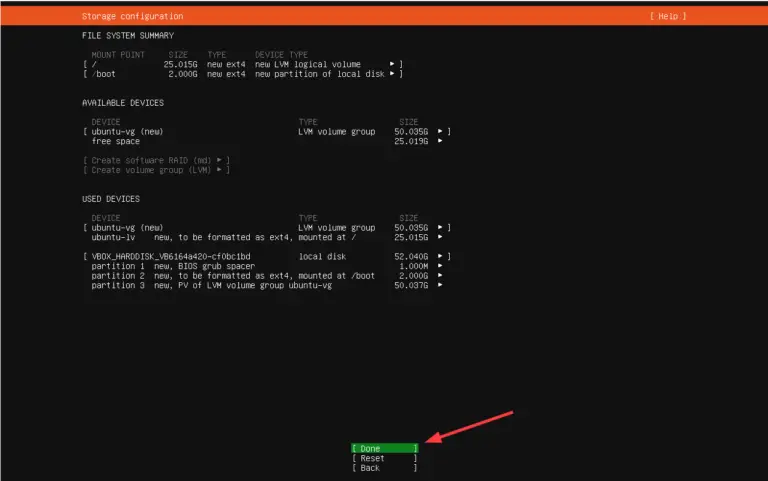 Storage configuration [ Help ]
FILE SYSTEM SUMMARY
MOUNT POINT SIZE TYPE DEVICE TYPE
[ / 25.015G new ext4 new LVM logical volume ▸ ]
[ /boot 2.000G new ext4 new partition of local disk ▸ ]
AVAILABLE DEVICES
DEVICE TYPE SIZE
[ ubuntu-vg (new) LVM volume group 50.035G ▸ ]
free space 25.019G ▸
[ Create software RAID (md) ▸ ]
[ Create volume group (LVM) ▸ ]
USED DEVICES
DEVICE TYPE SIZE
[ ubuntu-vg (new) LVM volume group 50.035G ▸ ]
ubuntu-lv new, to be formatted as ext4, mounted at / 25.015G ▸
[ VBOX_HARDDISK_VB6164a420-cf0bc1bd local disk 52.040G ▸ ]
partition 1 new, BIOS grub spacer 1.000M ▸
partition 2 new, to be formatted as ext4, mounted at /boot 2.000G ▸
partition 3 new, PV of LVM volume group ubuntu-vg 50.037G ▸
[ Done ]
[ Reset ]
[ Back ]